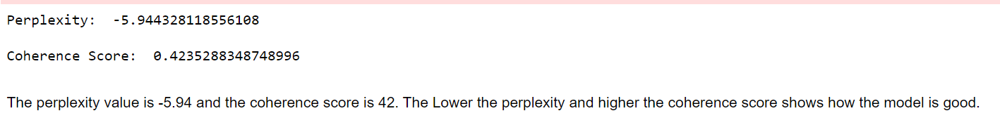 Perplexity:  -5.944328118556108
Coherence Score:  0.4235288348748996
The perplexity value is -5.94 and the coherence score is 42. The Lower the perplexity and higher the coherence score shows how the model is good.